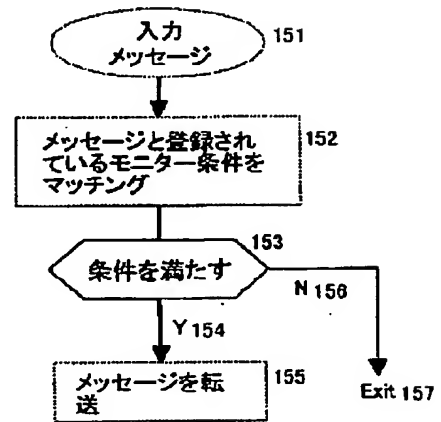 入力
メッセージ
151
メッセージと登録され
ているモニター条件を
マッチング
152
条件を満たす
153
N 156
Y 154
メッセージを転
送
155
Exit 157